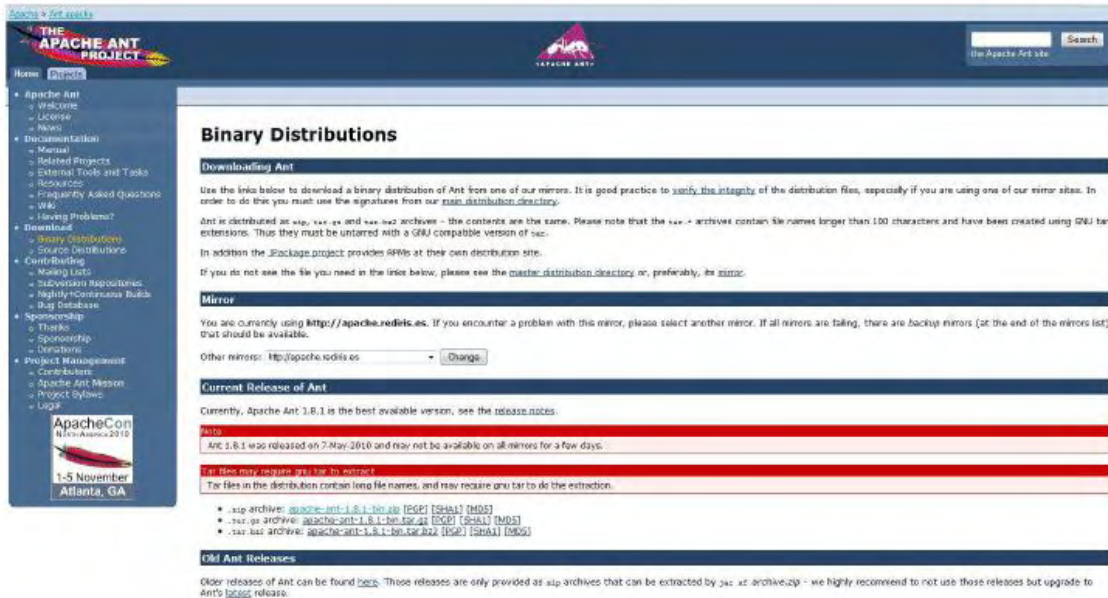 Apache > Ant apache
THE
APACHE ANT
PROJECT
<APACHE ANT>
Search
the Apache Ant site
Home Projects
Apache Ant
Welcome
License
News
Documentation
Manual
Related Projects
External Tools and Tasks
Resources
Frequently Asked Questions
Wiki
Having Problems?
Download
Binary Distributions
Source Distributions
Contributing
Mailing Lists
Subversion Repositories
Nightly+Continuous Builds
Bug Database
Sponsorship
Thanks
Sponsorship
Donations
Project Management
Contributors
Apache Ant Mission
Project Bylaws
Legal
ApacheCon
NORTH AMERICA 2010
1-5 November
Atlanta, GA
Binary Distributions
Downloading Ant
Use the links below to download a binary distribution of Ant from one of our mirrors. It is good practice to verify the integrity of the distribution files, especially if you are using one of our mirror sites. In
order to do this you must use the signatures from our main distribution directory.
Ant is distributed as zip, tar.gz and tar.bz2 archives - the contents are the same. Please note that the tar.* archives contain file names longer than 100 characters and have been created using GNU tar
extensions. Thus they must be untarred with a GNU compatible version of tar.
In addition the JPackage project provides RPMs at their own distribution site.
If you do not see the file you need in the links below, please see the master distribution directory or, preferably, its mirror.
Mirror
You are currently using http://apache.rediris.es. If you encounter a problem with this mirror, please select another mirror. If all mirrors are failing, there are backup mirrors (at the end of the mirrors list)
that should be available.
Other mirrors: http://apache.rediris.es Change
Current Release of Ant
Currently, Apache Ant 1.8.1 is the best available version, see the release notes.
Note
Ant 1.8.1 was released on 7-May-2010 and may not be available on all mirrors for a few days.
Tar files may require gnu tar to extract
Tar files in the distribution contain long file names, and may require gnu tar to do the extraction.
.zip archive: apache-ant-1.8.1-bin.zip [PGP] [SHA1] [MD5]
.tar.gz archive: apache-ant-1.8.1-bin.tar.gz [PGP] [SHA1] [MD5]
.tar.bz2 archive: apache-ant-1.8.1-bin.tar.bz2 [PGP] [SHA1] [MD5]
Old Ant Releases
Older releases of Ant can be found here. Those releases are only provided as zip archives that can be extracted by jar xf archive.zip - we highly recommend to not use those releases but upgrade to
Ant's latest release.